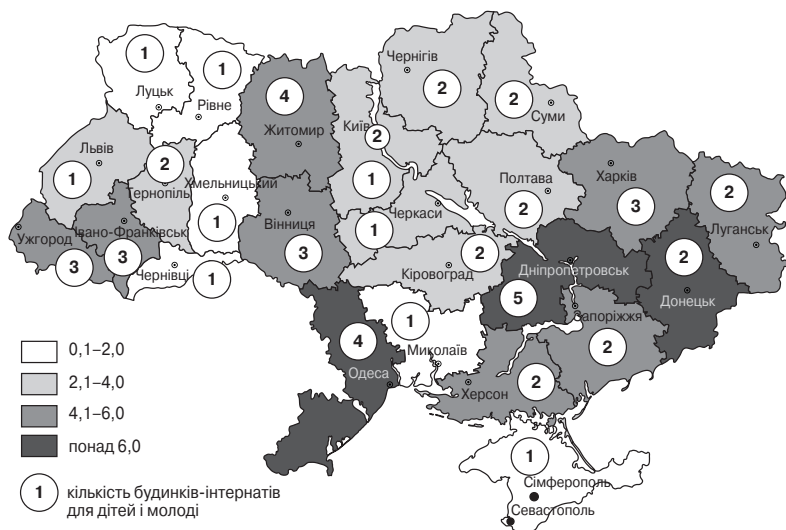 1
1
Луцьк
Рівне
4
Житомир
Чернігів
2
2
Суми
Київ
2
Львів
1
2
Тернопіль
Хмельницький
1
1
Полтава
2
Харків
3
2
Луганськ
Черкаси
1
Вінниця
3
Ужгород
3
Івано-Франківськ
3
Чернівці
1
Кіровоград
2
Дніпропетровськ
5
2
Донецьк
Запоріжжя
2
1
Миколаїв
4
Одеса
Херсон
2
1
Сімферополь
Севастополь
0,1–2,0
2,1–4,0
4,1–6,0
понад 6,0
1 кількість будинків-інтернатів
для дітей і молоді